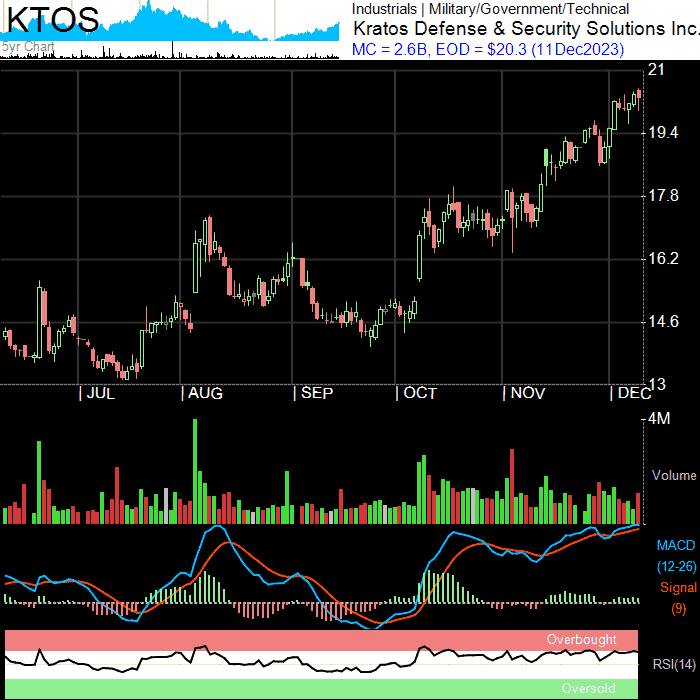 KTOS
5yr Chart
Industrials | Military/Government/Technical
Kratos Defense & Security Solutions Inc.
MC = 2.6B, EOD = $20.3 (11Dec2023)
21
19.4
17.8
16.2
14.6
13
| JUL | AUG | SEP | OCT | NOV | DEC
4M
Volume
MACD
(12-26)
Signal
(9)
Overbought
RSI(14)
Oversold